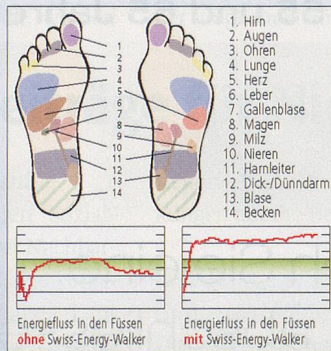 1
2
3
4
5
6
7
8
9
10
11
12
13
14
1. Hirn
2. Augen
3. Ohren
4. Lunge
5. Herz
6. Leber
7. Gallenblase
8. Magen
9. Milz
10. Nieren
11. Harnleiter
12. Dick-/Dünndarm
13. Blase
14. Becken
Energiefluss in den Füssen
ohne Swiss-Energy-Walker
Energiefluss in den Füssen
mit Swiss-Energy-Walker